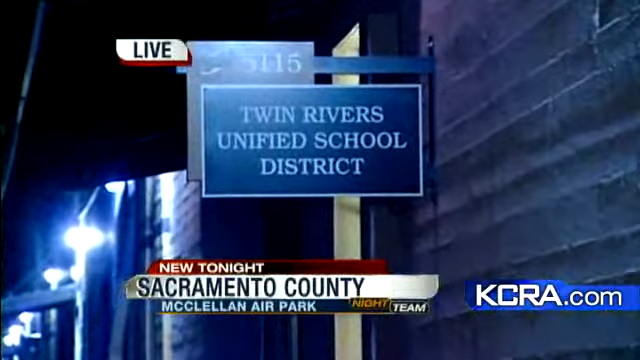 LIVE
5115
TWIN RIVERS
UNIFIED SCHOOL
DISTRICT
NEW TONIGHT
SACRAMENTO COUNTY
MCCLELLAN AIR PARK
NIGHT TEAM
KCRA.com